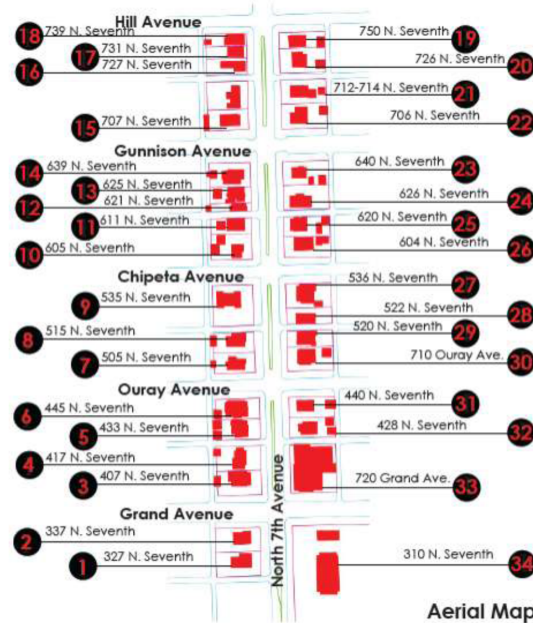 Hill Avenue
18 739 N. Seventh
750 N. Seventh 19
17 731 N. Seventh
726 N. Seventh 20
16 727 N. Seventh
712-714 N. Seventh 21
15 707 N. Seventh
706 N. Seventh 22
Gunnison Avenue
14 639 N. Seventh
640 N. Seventh 23
13 625 N. Seventh
12 621 N. Seventh
626 N. Seventh 24
11 611 N. Seventh
620 N. Seventh 25
10 605 N. Seventh
604 N. Seventh 26
Chipeta Avenue
536 N. Seventh 27
9 535 N. Seventh
522 N. Seventh 28
8 515 N. Seventh
520 N. Seventh 29
7 505 N. Seventh
710 Ouray Ave. 30
Ouray Avenue
6 445 N. Seventh
440 N. Seventh 31
5 433 N. Seventh
428 N. Seventh 32
4 417 N. Seventh
3 407 N. Seventh
720 Grand Ave. 33
North 7th Avenue
Grand Avenue
2 337 N. Seventh
1 327 N. Seventh
310 N. Seventh 34
Aerial Map